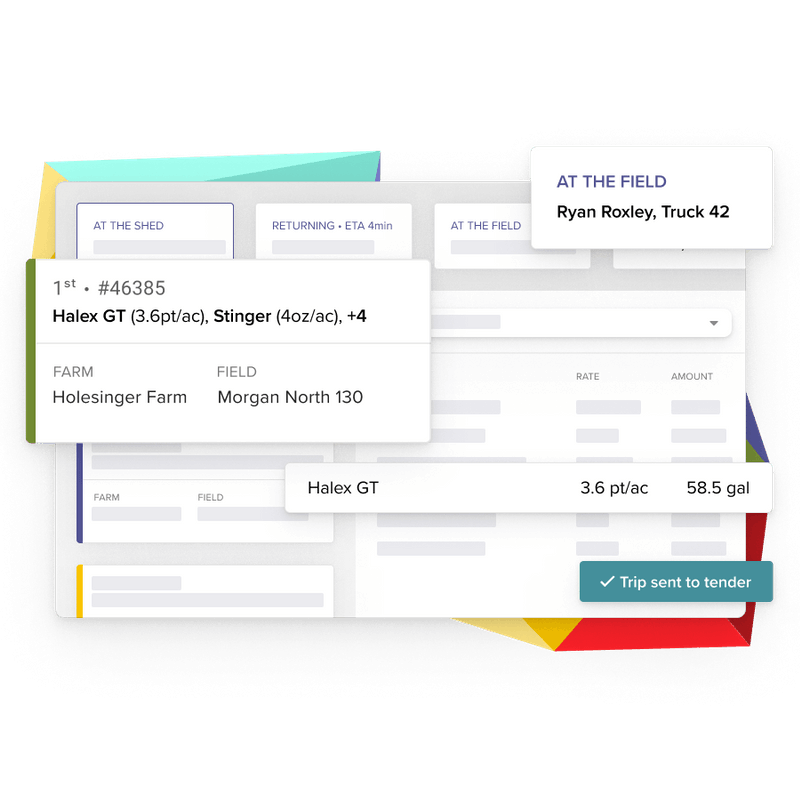 AT THE FIELD
Ryan Roxley, Truck 42
AT THE SHED
RETURNING • ETA 4min
AT THE FIELD
1st • #46385
Halex GT (3.6pt/ac), Stinger (4oz/ac), +4
FARM FIELD
Holesinger Farm Morgan North 130
RATE AMOUNT
Halex GT 3.6 pt/ac 58.5 gal
FARM FIELD
✓ Trip sent to tender